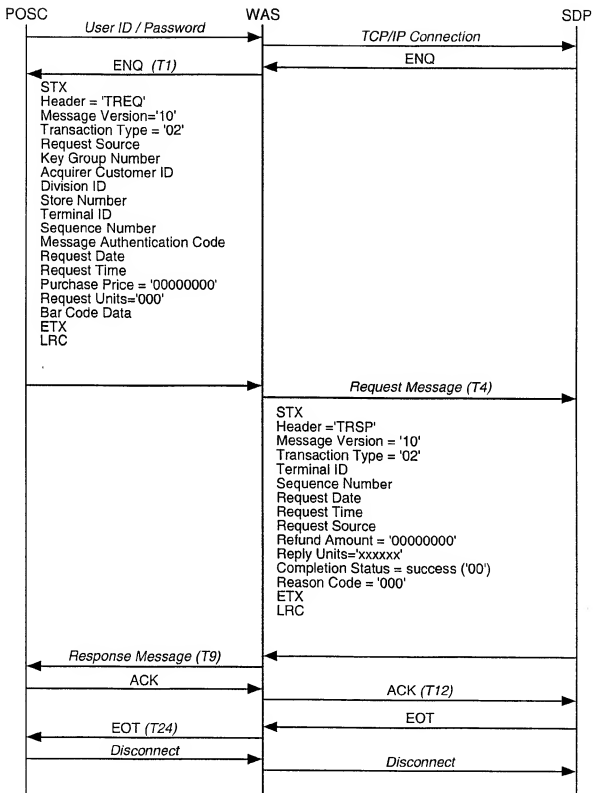 POSC WAS SDP
User ID / Password
TCP/IP Connection
ENQ
ENQ (T1)
STX
Header = 'TREQ'
Message Version='10'
Transaction Type = '02'
Request Source
Key Group Number
Acquirer Customer ID
Division ID
Store Number
Terminal ID
Sequence Number
Message Authentication Code
Request Date
Request Time
Purchase Price = '00000000'
Request Units='000'
Bar Code Data
ETX
LRC
Request Message (T4)
STX
Header ='TRSP'
Message Version = '10'
Transaction Type = '02'
Terminal ID
Sequence Number
Request Date
Request Time
Request Source
Refund Amount = '00000000'
Reply Units='xxxxxx'
Completion Status = success ('00')
Reason Code = '000'
ETX
LRC
Response Message (T9)
ACK
ACK (T12)
EOT
EOT (T24)
Disconnect
Disconnect